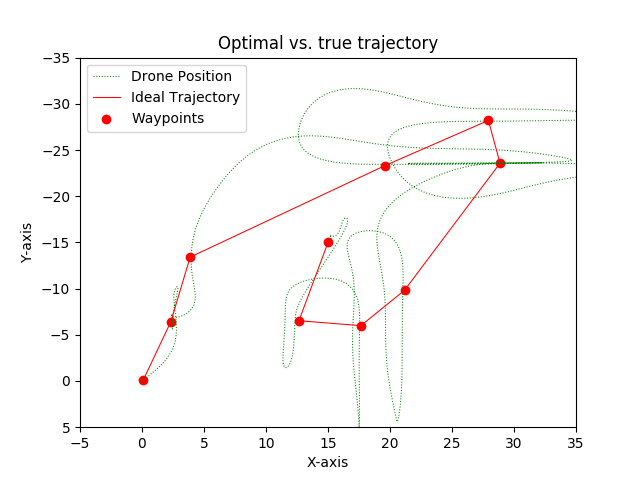 Optimal vs. true trajectory
Drone Position
Ideal Trajectory
Waypoints
−35
−30
−25
−20
−15
−10
−5
0
5
Y-axis
−5 0 5 10 15 20 25 30 35
X-axis